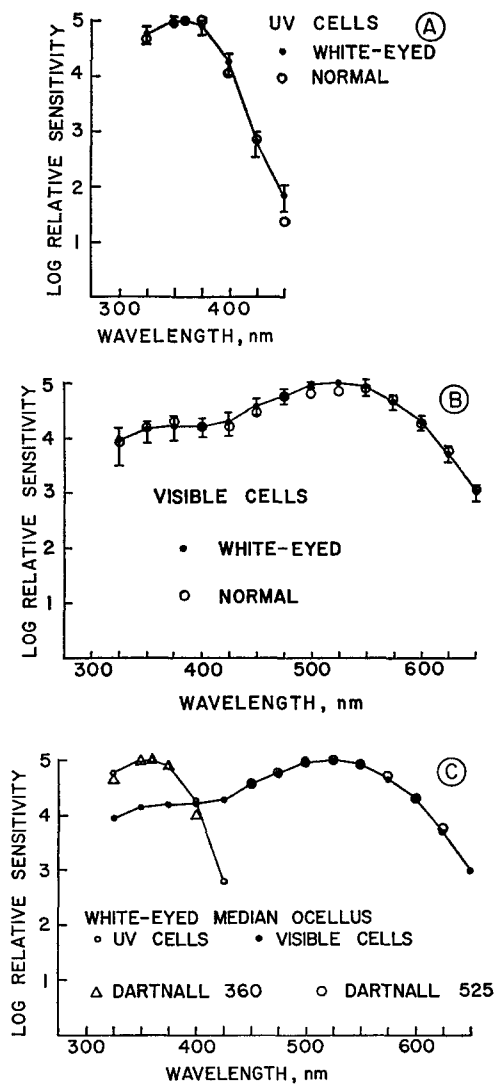 UV CELLS
A
WHITE-EYED
NORMAL
LOG RELATIVE SENSITIVITY
5
4
3
2
1
300 400
WAVELENGTH, nm
B
LOG RELATIVE SENSITIVITY
5
4
3
2
1
VISIBLE CELLS
WHITE-EYED
NORMAL
300 400 500 600
WAVELENGTH, nm
C
LOG RELATIVE SENSITIVITY
5
4
3
2
1
WHITE-EYED MEDIAN OCELLUS
UV CELLS VISIBLE CELLS
DARTNALL 360 DARTNALL 525
300 400 500 600
WAVELENGTH, nm